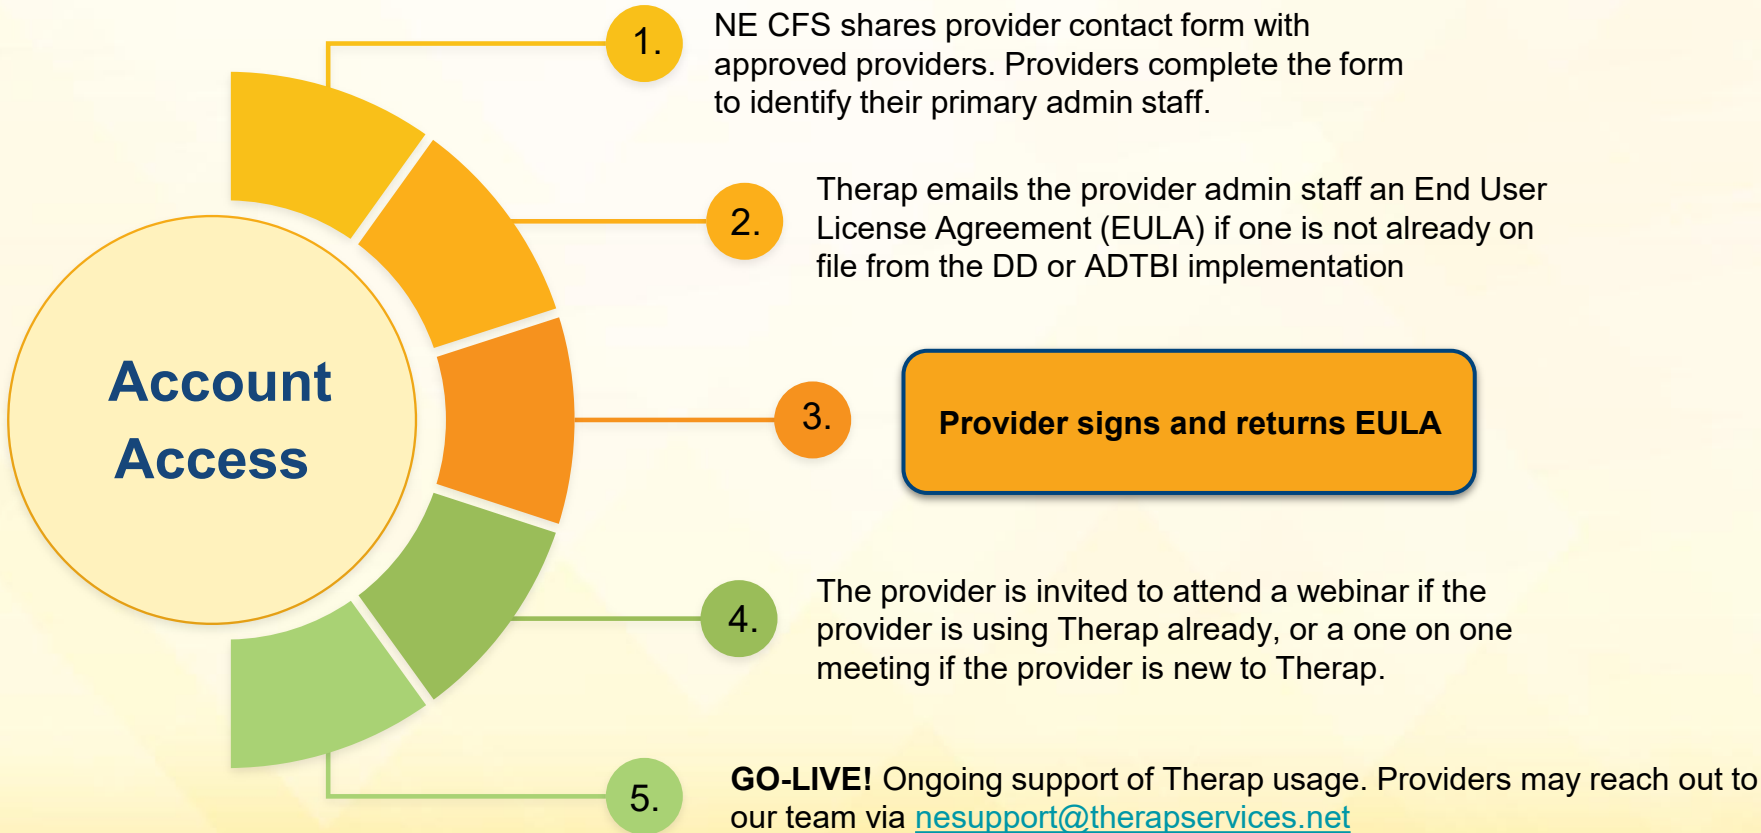 1.
NE CFS shares provider contact form with
approved providers. Providers complete the form
to identify their primary admin staff.
2.
Therap emails the provider admin staff an End User
License Agreement (EULA) if one is not already on
file from the DD or ADTBI implementation
Account
Access
3.
Provider signs and returns EULA
4.
The provider is invited to attend a webinar if the
provider is using Therap already, or a one on one
meeting if the provider is new to Therap.
5.
GO-LIVE! Ongoing support of Therap usage. Providers may reach out to
our team via nesupport@therapservices.net